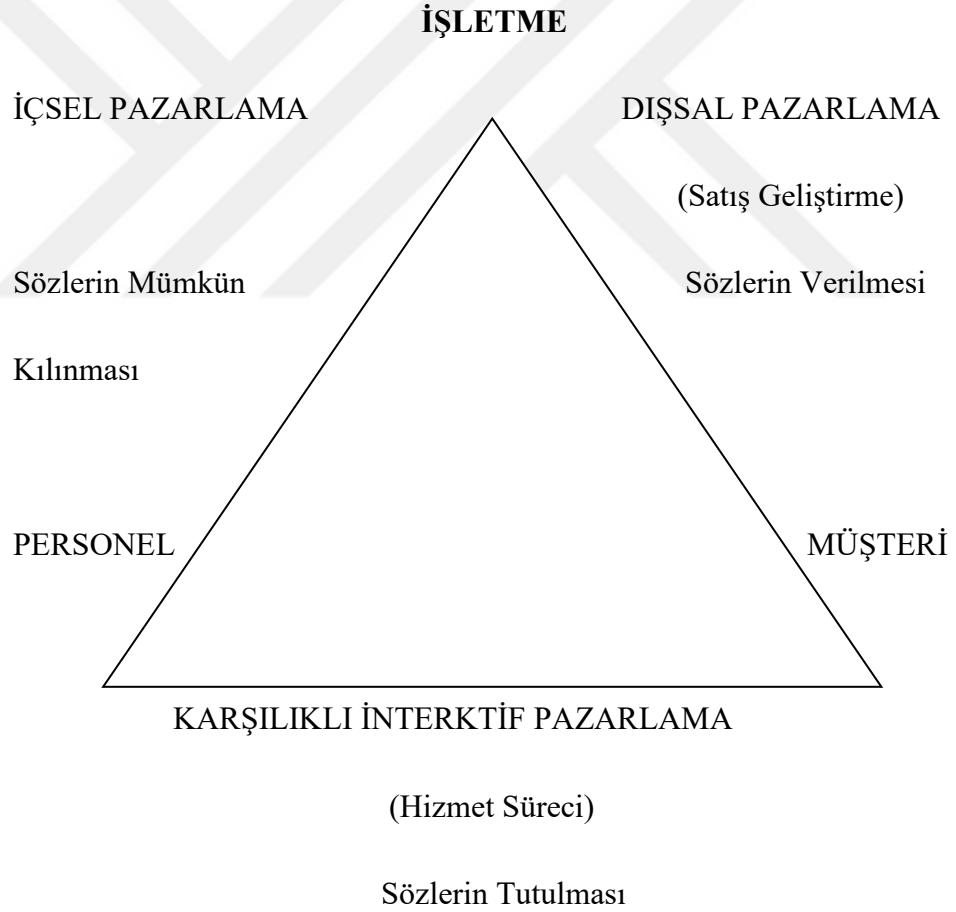 İŞLETME
İÇSEL PAZARLAMA DIŞSAL PAZARLAMA
(Satış Geliştirme)
Sözlerin Mümkün Sözlerin Verilmesi
Kılınması
PERSONEL MÜŞTERİ
KARŞILIKLI İNTERKTİF PAZARLAMA
(Hizmet Süreci)
Sözlerin Tutulması